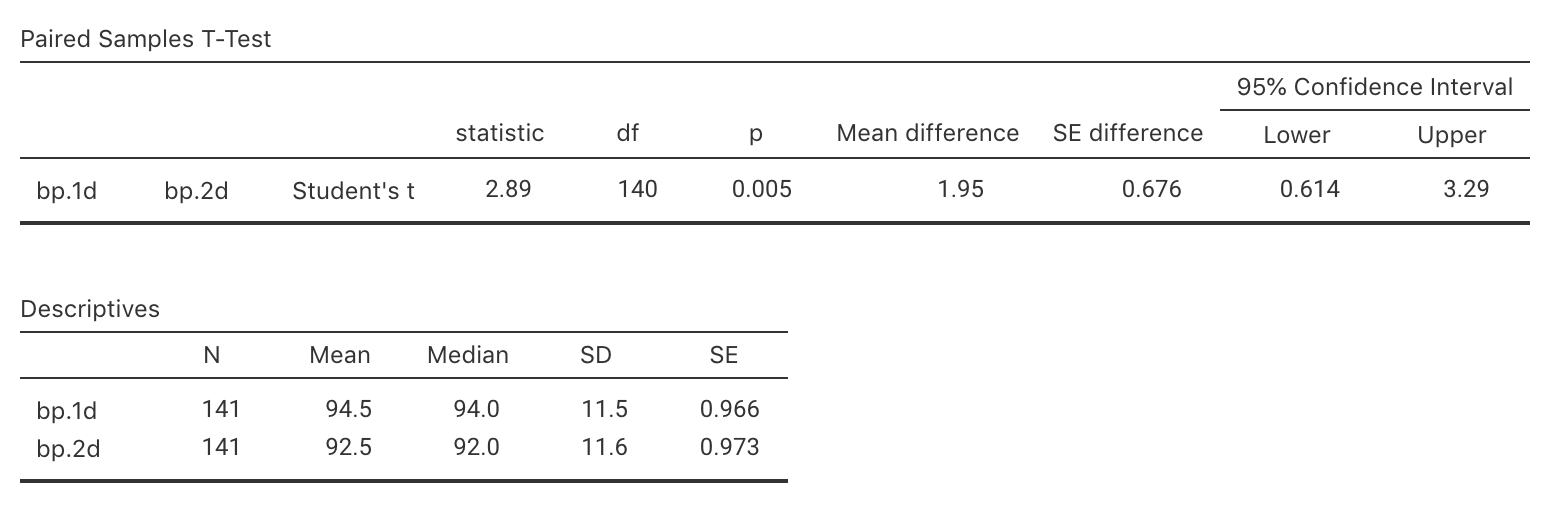 Paired Samples T-Test
95% Confidence Interval
statistic df p Mean difference SE difference Lower Upper
bp.1d bp.2d Student's t 2.89 140 0.005 1.95 0.676 0.614 3.29
Descriptives
N Mean Median SD SE
bp.1d 141 94.5 94.0 11.5 0.966
bp.2d 141 92.5 92.0 11.6 0.973